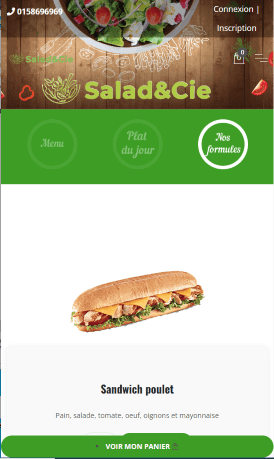 0158696969
Connexion |
Inscription
Salad&Cie
0
Salad&Cie
Menu
Plat
du jour
Nos
formules
Sandwich poulet
Pain, salade, tomate, oeuf, oignons et mayonnaise
VOIR MON PANIER